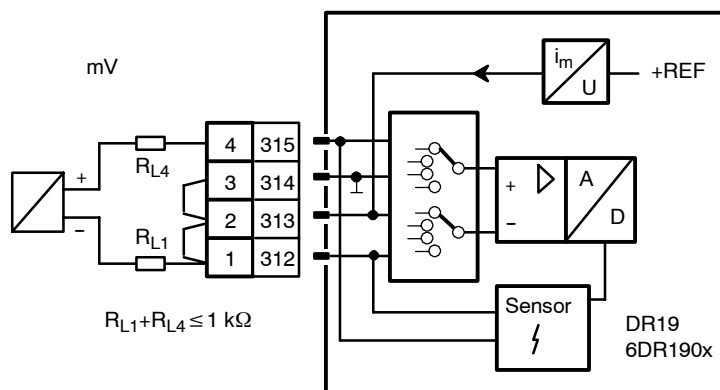 mV
i_m
U
+REF
4 315
3 314
2 313
1 312
+
R_L4
−
R_L1
+
−
A
D
Sensor
R_L1+R_L4 ≤ 1 kΩ
DR19
6DR190x